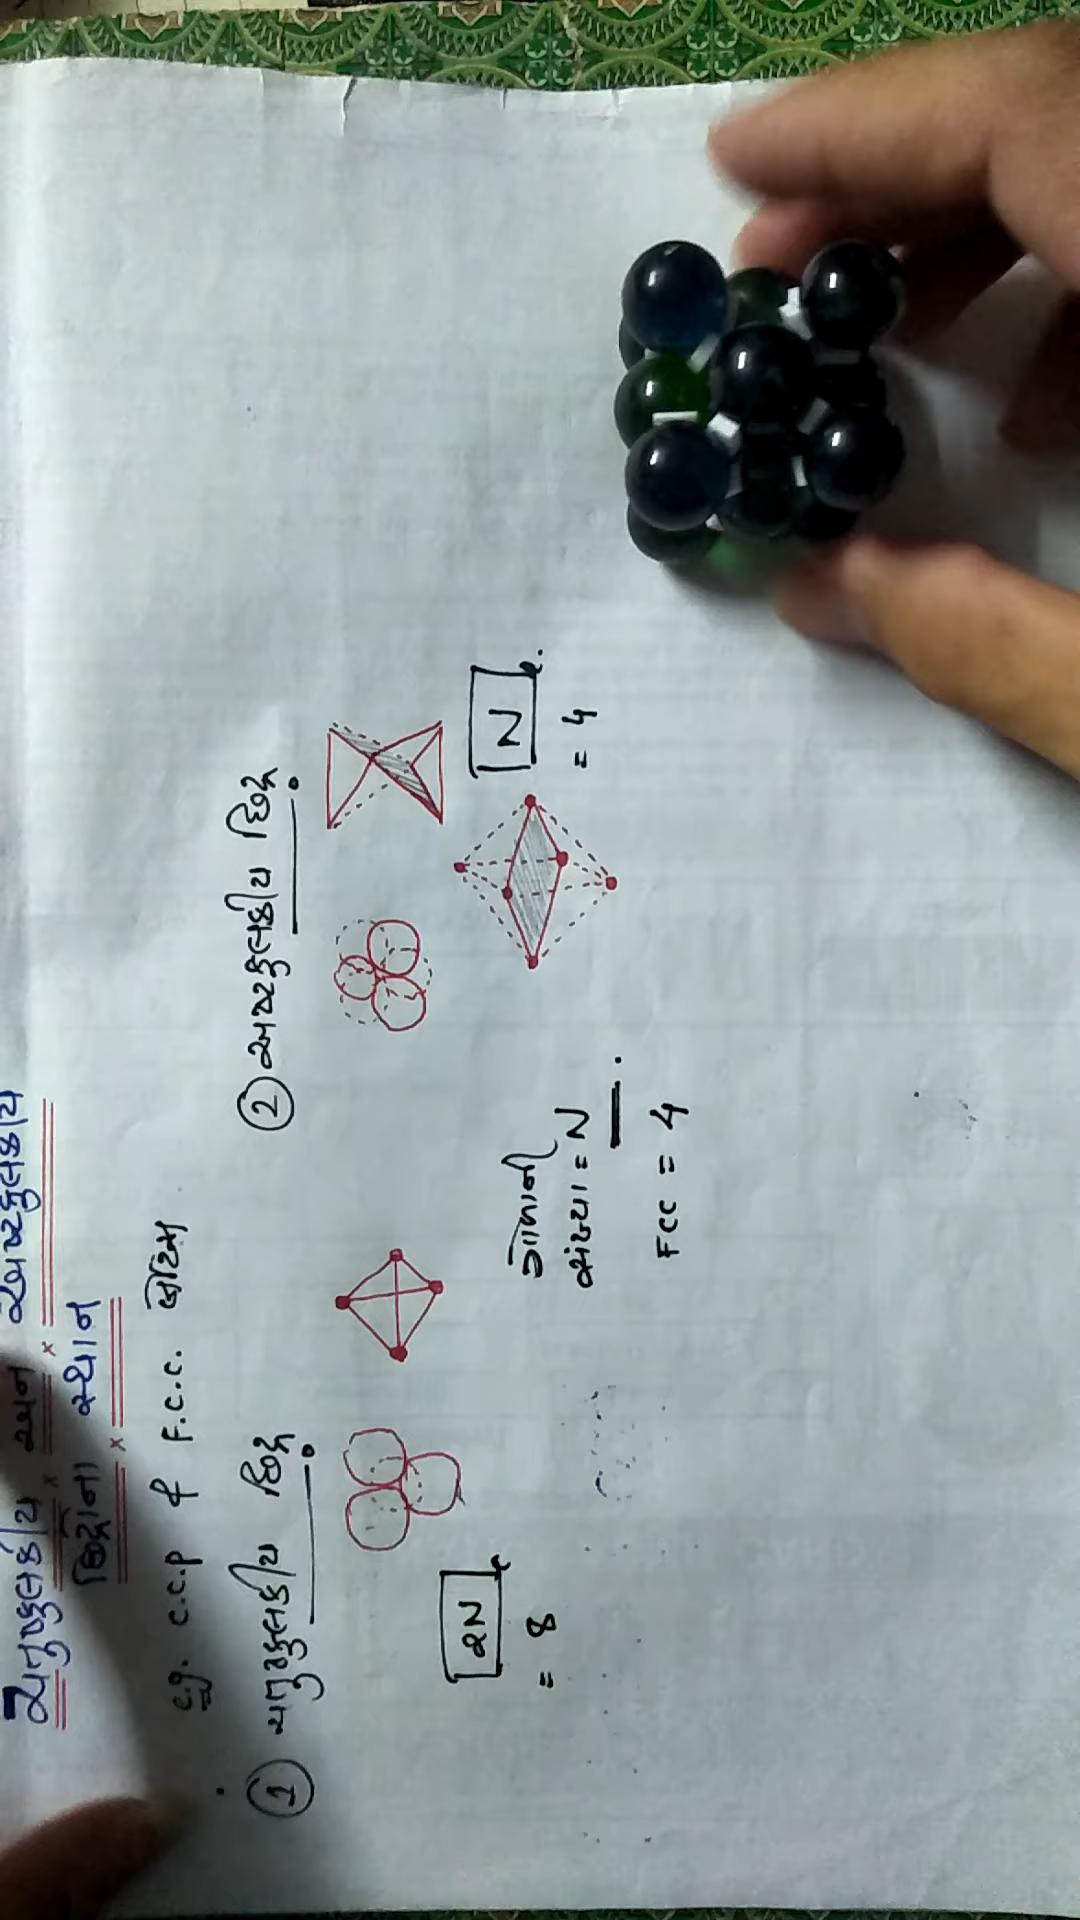 ચતુષ્ફલકીય અને અષ્ટફલકીય
છિદ્રોના સ્થાન
e.g. C.C.P & F.C.C. જેવામાં
① ચતુષ્ફલકીય છિદ્ર
2N
= 8
② અષ્ટફલકીય છિદ્ર
N
= 4
ગોળાની
સંખ્યા = N
FCC = 4